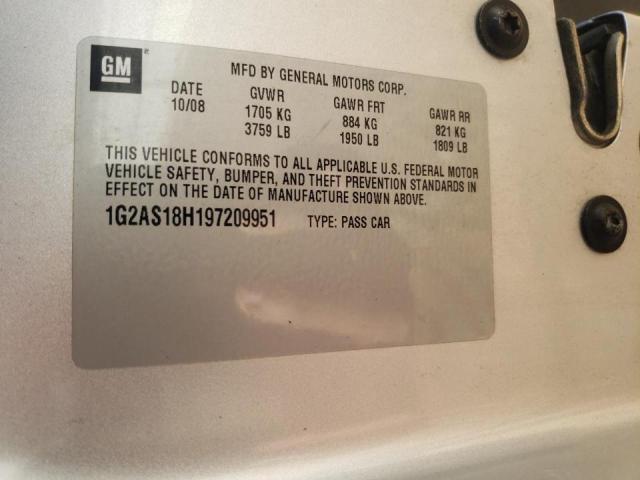 GM
MFD BY GENERAL MOTORS CORP.
DATE GVWR GAWR FRT GAWR RR
10/08 1705 KG 884 KG 821 KG
3759 LB 1950 LB 1809 LB
THIS VEHICLE CONFORMS TO ALL APPLICABLE U.S. FEDERAL MOTOR
VEHICLE SAFETY, BUMPER, AND THEFT PREVENTION STANDARDS IN
EFFECT ON THE DATE OF MANUFACTURE SHOWN ABOVE.
1G2AS18H197209951 TYPE: PASS CAR